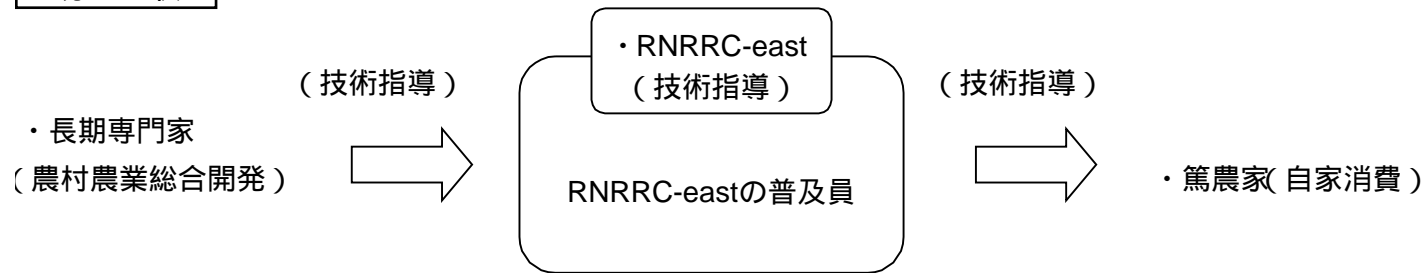 (技術指導)
・長期専門家
(農村農業総合開発)
・RNRRC-east
(技術指導)
RNRRC-eastの普及員
(技術指導)
・篤農家(自家消費)